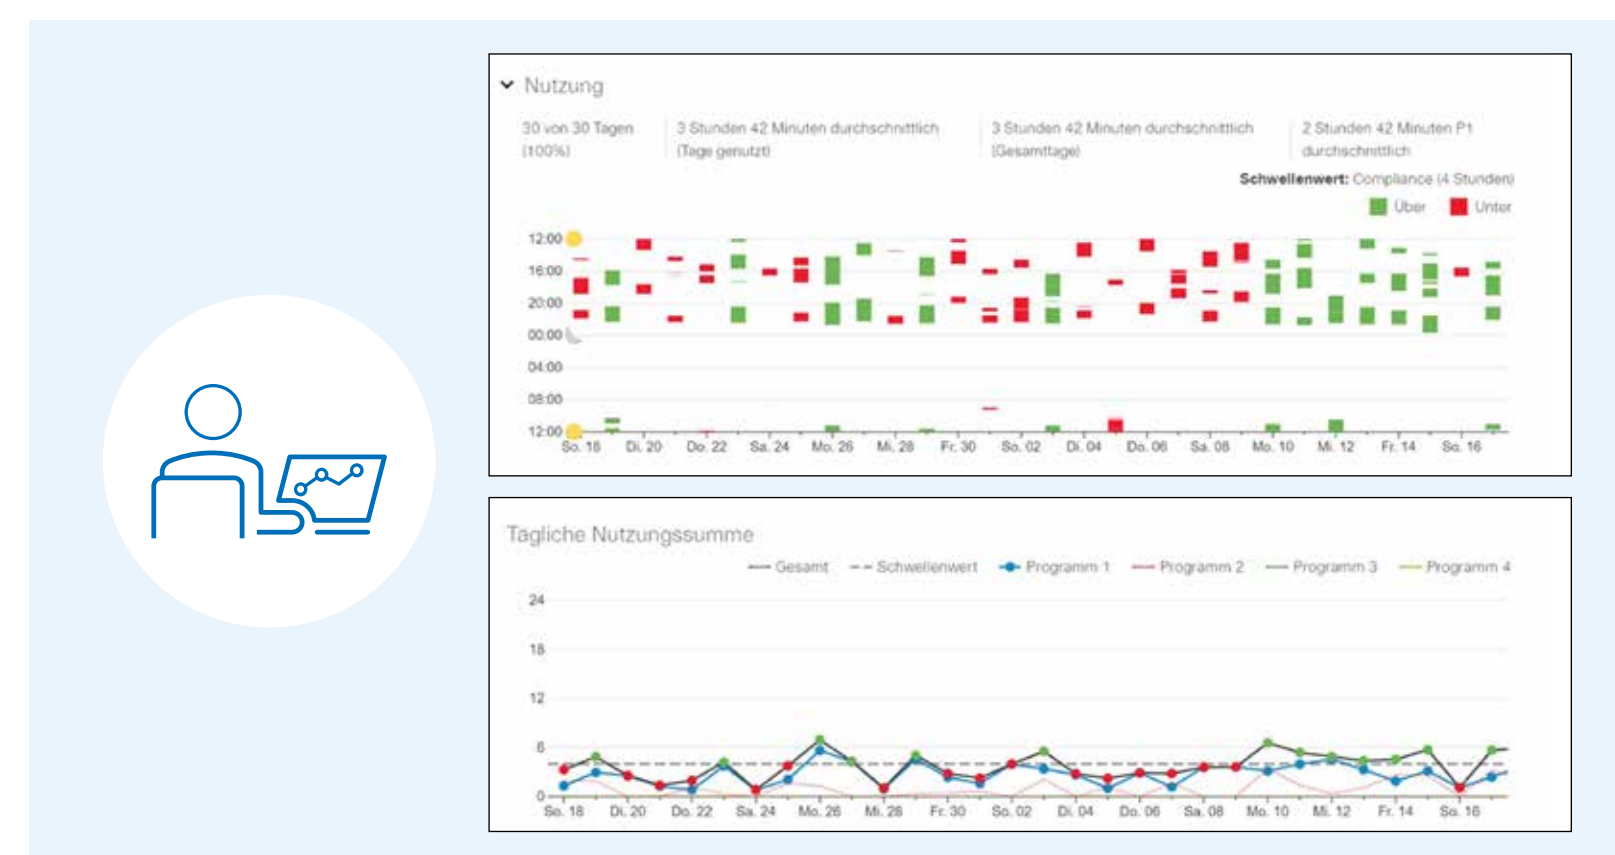 Nutzung
30 von 30 Tagen
(100%)
3 Stunden 42 Minuten durchschnittlich
(Tage genutzt)
3 Stunden 42 Minuten durchschnittlich
(Gesamttage)
2 Stunden 42 Minuten P1
durchschnittlich
Schwellenwert: Compliance (4 Stunden)
Über Unter
12:00
16:00
20:00
00:00
04:00
08:00
12:00
So. 18 Di. 20 Do. 22 Sa. 24 Mo. 26 Mi. 28 Fr. 30 So. 02 Di. 04 Do. 06 Sa. 08 Mo. 10 Mi. 12 Fr. 14 So. 16
Tägliche Nutzungssumme
Gesamt Schwellenwert Programm 1 Programm 2 Programm 3 Programm 4
24
18
12
6
0
So. 18 Di. 20 Do. 22 Sa. 24 Mo. 26 Mi. 28 Fr. 30 So. 02 Di. 04 Do. 06 Sa. 08 Mo. 10 Mi. 12 Fr. 14 So. 16